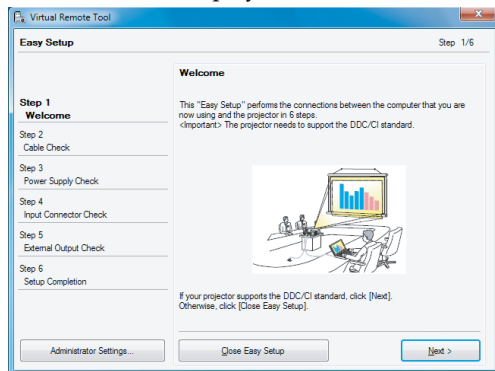 Virtual Remote Tool
Easy Setup
Step 1/6
Step 1
Welcome
Step 2
Cable Check
Step 3
Power Supply Check
Step 4
Input Connector Check
Step 5
External Output Check
Step 6
Setup Completion
Welcome
This "Easy Setup" performs the connections between the computer that you are
now using and the projector in 6 steps.
<Important> The projector needs to support the DDC/CI standard.
If your projector supports the DDC/CI standard, click [Next].
Otherwise, click [Close Easy Setup].
Administrator Settings...
Close Easy Setup
Next >